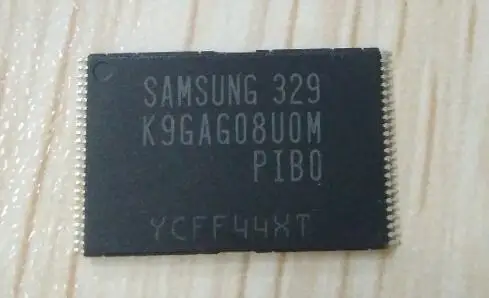 SAMSUNG 329
K9GAG08U0M
PIB0
YCFF44XT